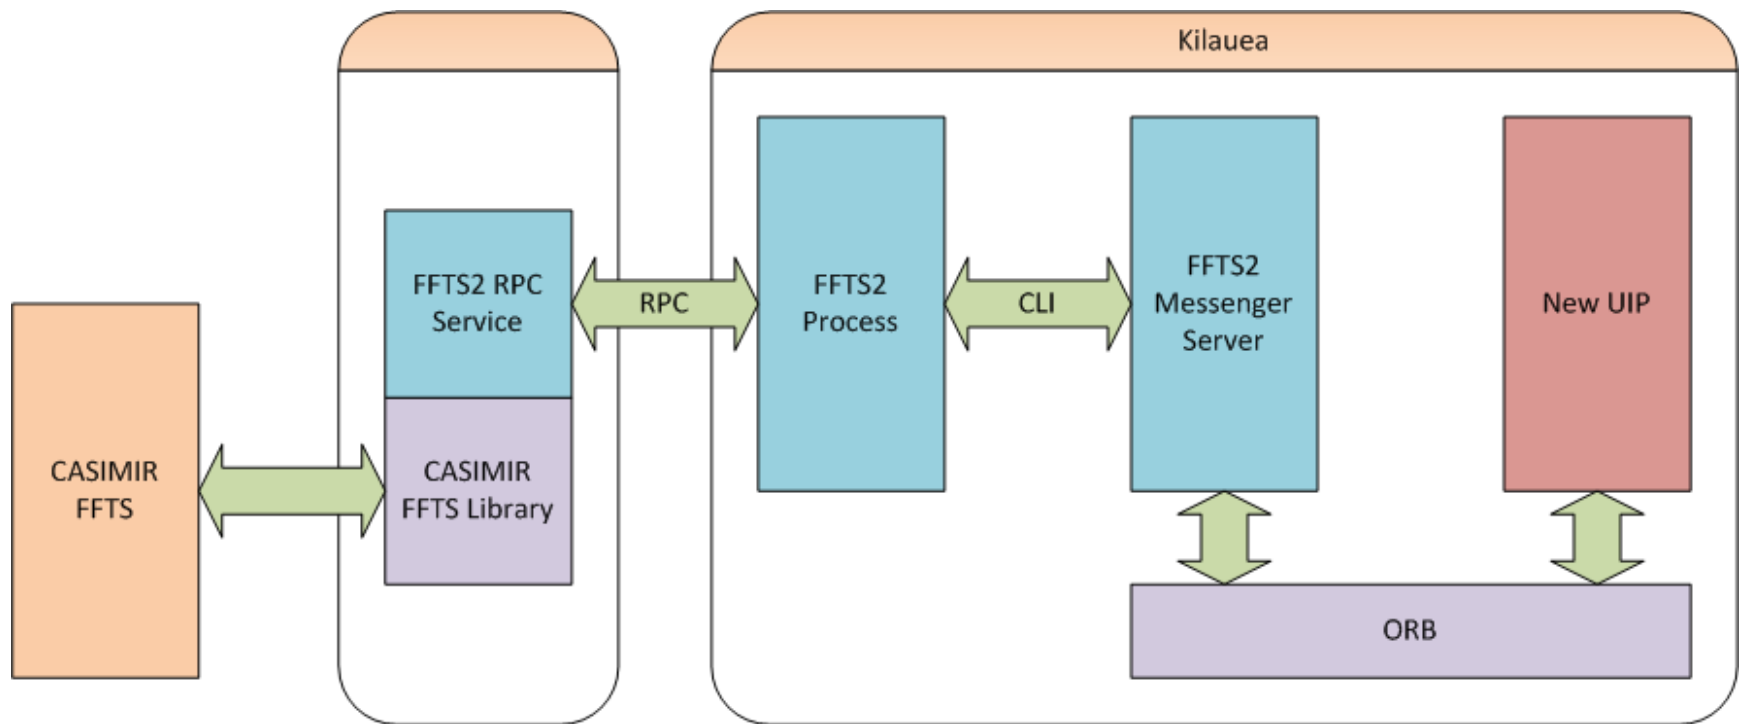 Kilauea
FFTS2 RPC
Service
RPC
FFTS2
Process
CLI
FFTS2
Messenger
Server
New UIP
CASIMIR
FFTS
CASIMIR
FFTS Library
ORB